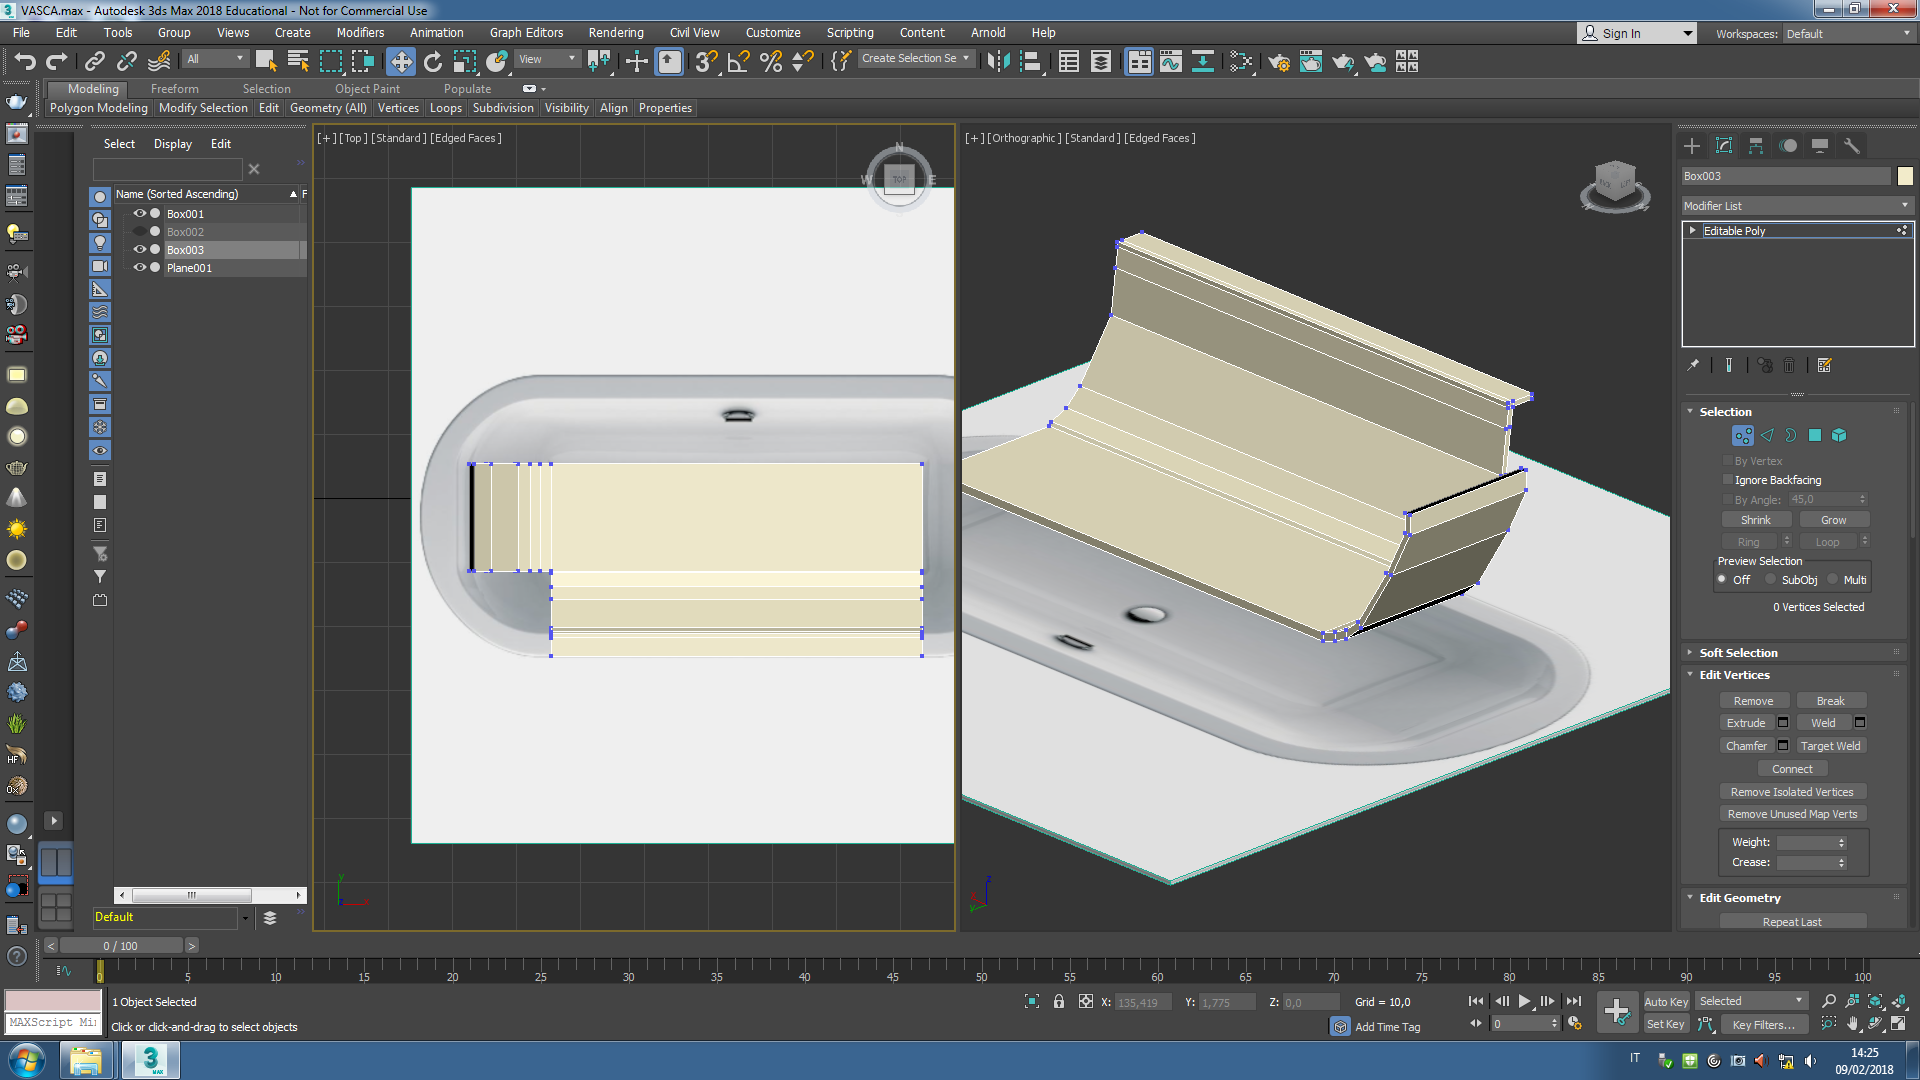 VASCA.max - Autodesk 3ds Max 2018 Educational - Not for Commercial Use
File Edit Tools Group Views Create Modifiers Animation Graph Editors Rendering Civil View Customize Scripting Content Arnold Help
Sign In
Workspaces: Default
All
View
Create Selection Se
Modeling Freeform Selection Object Paint Populate
Polygon Modeling Modify Selection Edit Geometry (All) Vertices Loops Subdivision Visibility Align Properties
Select Display Edit
Name (Sorted Ascending)
F
Box001
Box002
Box003
Plane001
Default
[+] [Top] [Standard] [Edged Faces]
N
W
E
TOP
[+] [Orthographic] [Standard] [Edged Faces]
Box003
Modifier List
Editable Poly
Selection
By Vertex
Ignore Backfacing
By Angle: 45,0
Shrink Grow
Ring Loop
Preview Selection
Off SubObj Multi
0 Vertices Selected
Soft Selection
Edit Vertices
Remove Break
Extrude Weld
Chamfer Target Weld
Connect
Remove Isolated Vertices
Remove Unused Map Verts
Weight:
Crease:
Edit Geometry
Repeat Last
< 0 / 100 >
0 5 10 15 20 25 30 35 40 45 50 55 60 65 70 75 80 85 90 95 100
MAXScript Mi
1 Object Selected
Click or click-and-drag to select objects
X: 135,419 Y: 1,775 Z: 0,0 Grid = 10,0
Add Time Tag
0
Auto Key Selected
Set Key Key Filters...
3
MAX
IT
14:25
09/02/2018